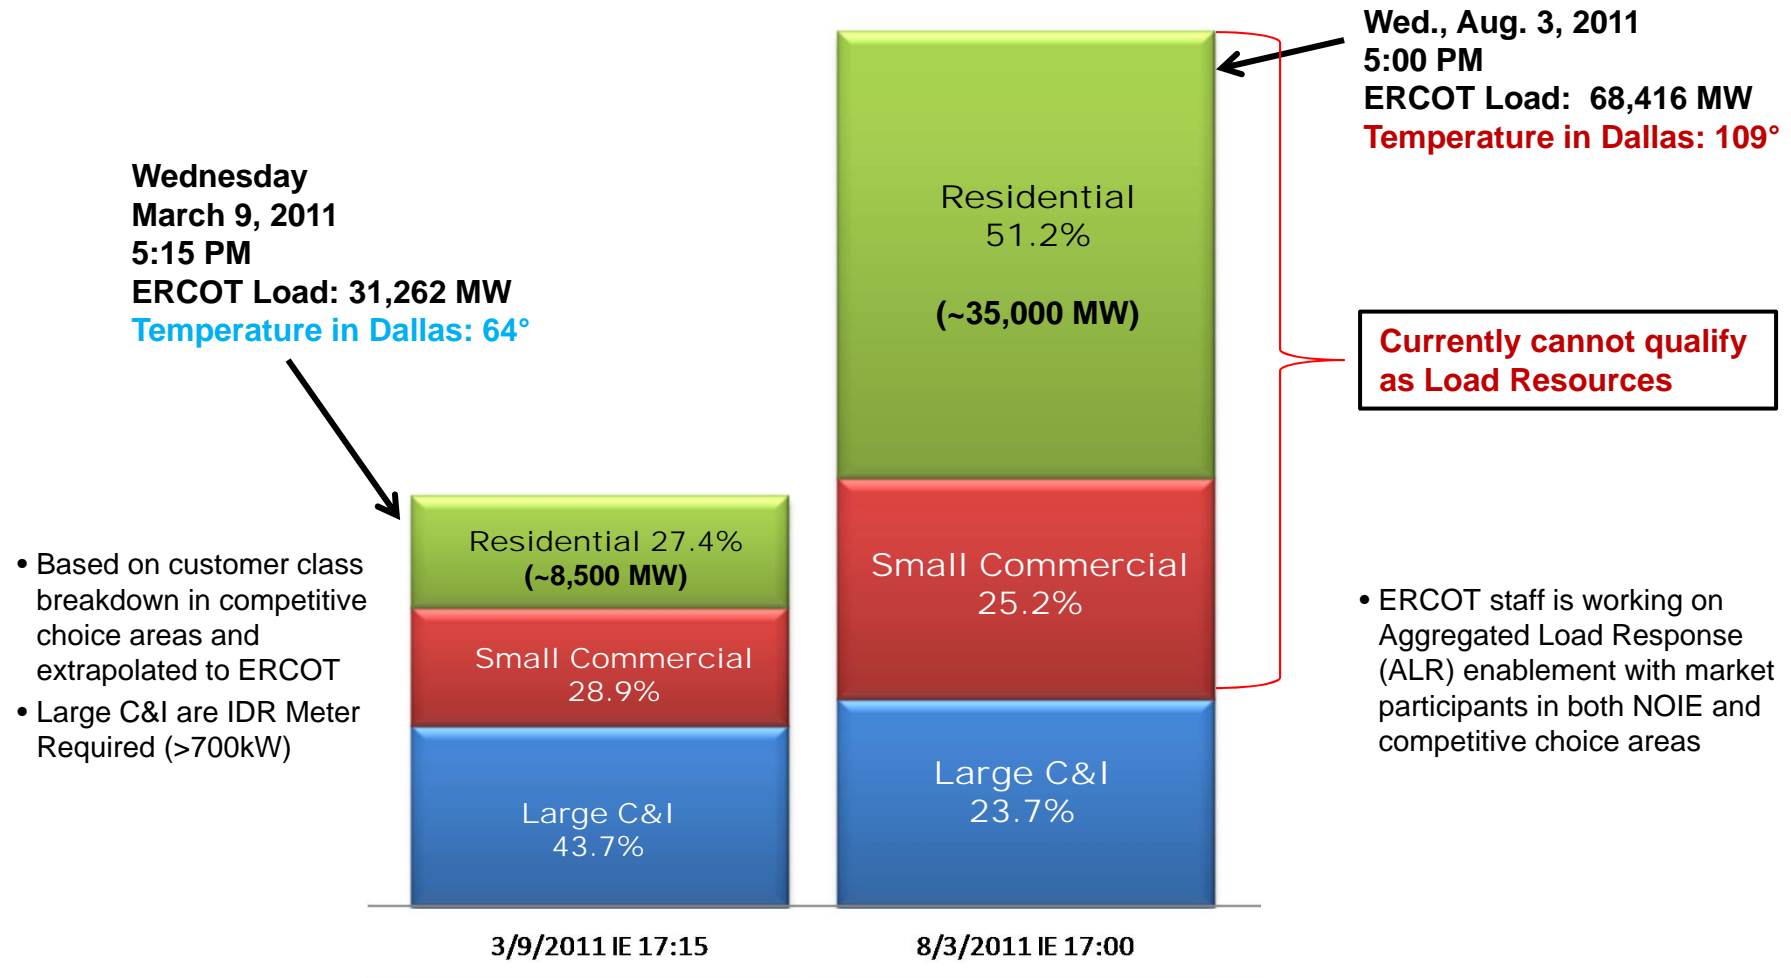 Wed., Aug. 3, 2011
5:00 PM
ERCOT Load:  68,416 MW
Temperature in Dallas: 109°
Wednesday
March 9, 2011
5:15 PM
ERCOT Load: 31,262 MW
Temperature in Dallas: 64°
Residential
51.2%
(~35,000 MW)
Currently cannot qualify
as Load Resources
Residential 27.4%
(~8,500 MW)
Small Commercial
28.9%
Large C&I
43.7%
Small Commercial
25.2%
Large C&I
23.7%
• Based on customer class
breakdown in competitive
choice areas and
extrapolated to ERCOT
• Large C&I are IDR Meter
Required (>700kW)
• ERCOT staff is working on
Aggregated Load Response
(ALR) enablement with market
participants in both NOIE and
competitive choice areas
3/9/2011 IE 17:15
8/3/2011 IE 17:00